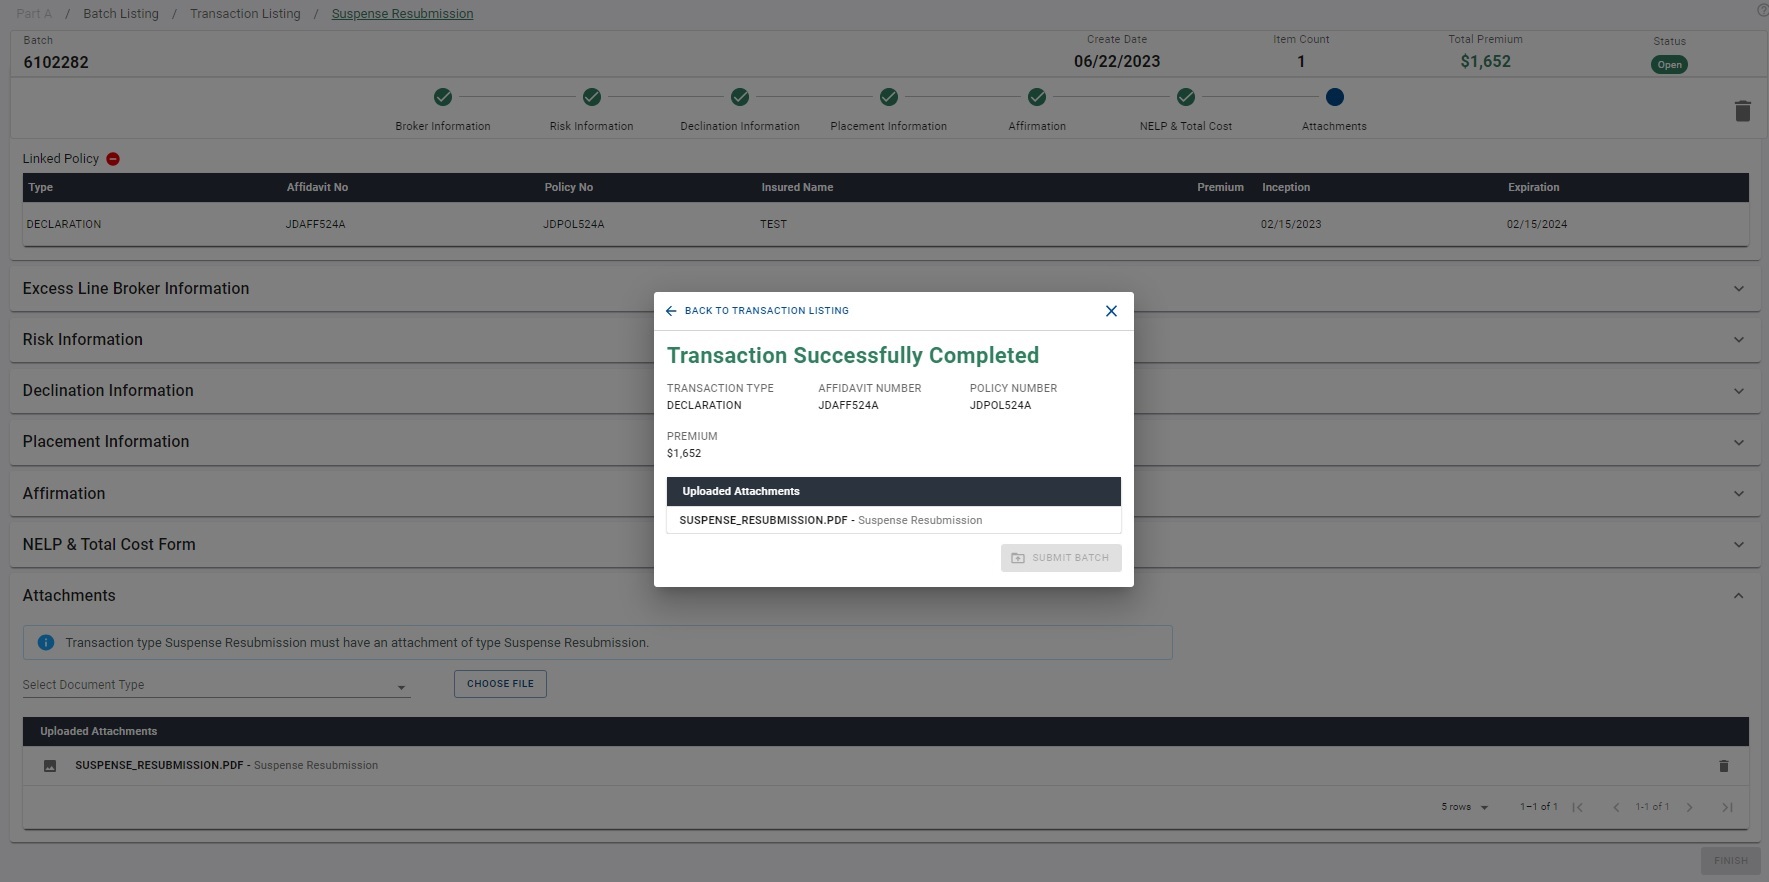 Part A / Batch Listing / Transaction Listing / Suspense Resubmission
Batch
6102282
Create Date
06/22/2023
Item Count
1
Total Premium
$1,652
Status
Open
Broker Information
Risk Information
Declination Information
Placement Information
Affirmation
NELP & Total Cost
Attachments
Linked Policy
Type Affidavit No Policy No Insured Name Premium Inception Expiration
DECLARATION JDAFF524A JDPOL524A TEST 02/15/2023 02/15/2024
Excess Line Broker Information
Risk Information
Declination Information
Placement Information
Affirmation
NELP & Total Cost Form
Attachments
Transaction type Suspense Resubmission must have an attachment of type Suspense Resubmission.
Select Document Type
CHOOSE FILE
Uploaded Attachments
SUSPENSE_RESUBMISSION.PDF - Suspense Resubmission
5 rows 1-1 of 1 1-1 of 1
FINISH
BACK TO TRANSACTION LISTING
Transaction Successfully Completed
TRANSACTION TYPE
DECLARATION
AFFIDAVIT NUMBER
JDAFF524A
POLICY NUMBER
JDPOL524A
PREMIUM
$1,652
Uploaded Attachments
SUSPENSE_RESUBMISSION.PDF - Suspense Resubmission
SUBMIT BATCH